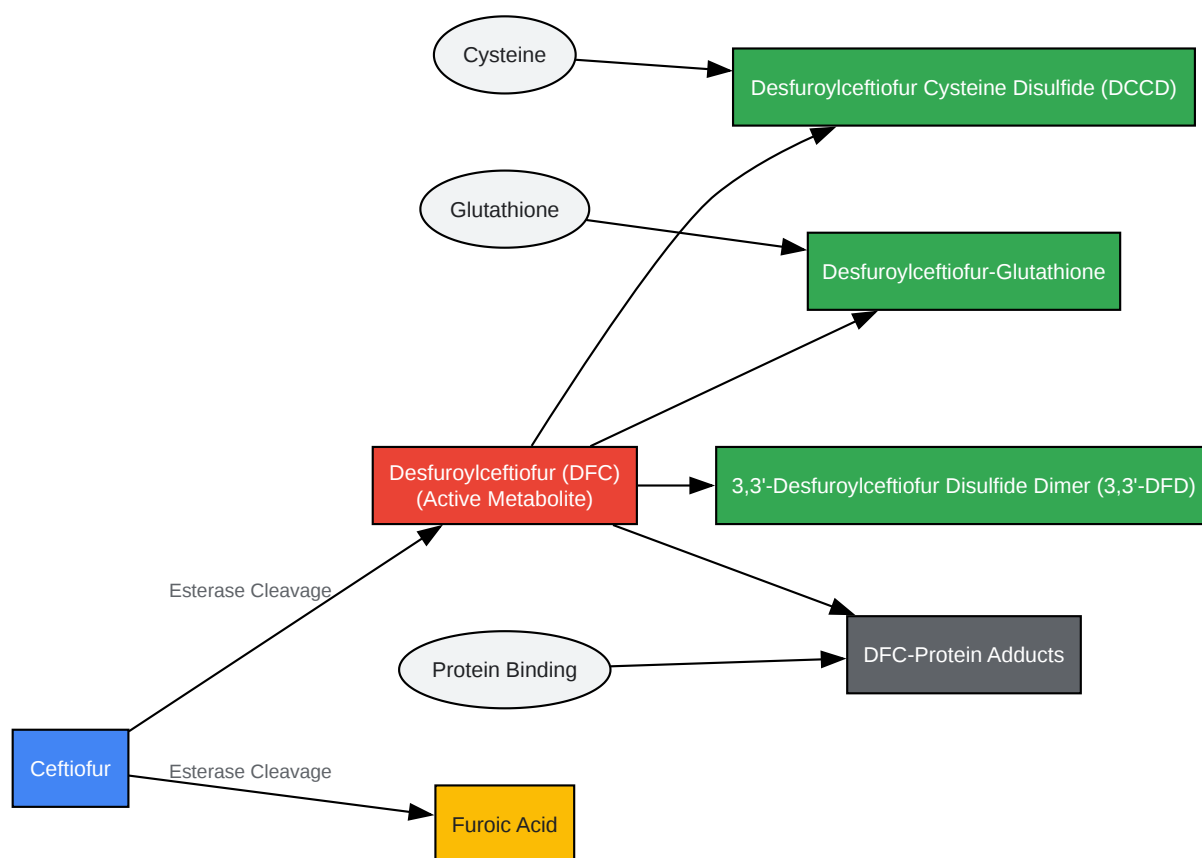 Cysteine
Desfuroylceftiofur Cysteine Disulfide (DCCD)
Glutathione
Desfuroylceftiofur-Glutathione
Desfuroylceftiofur (DFC)
(Active Metabolite)
3,3'-Desfuroylceftiofur Disulfide Dimer (3,3'-DFD)
Esterase Cleavage
Protein Binding
DFC-Protein Adducts
Ceftiofur
Esterase Cleavage
Furoic Acid